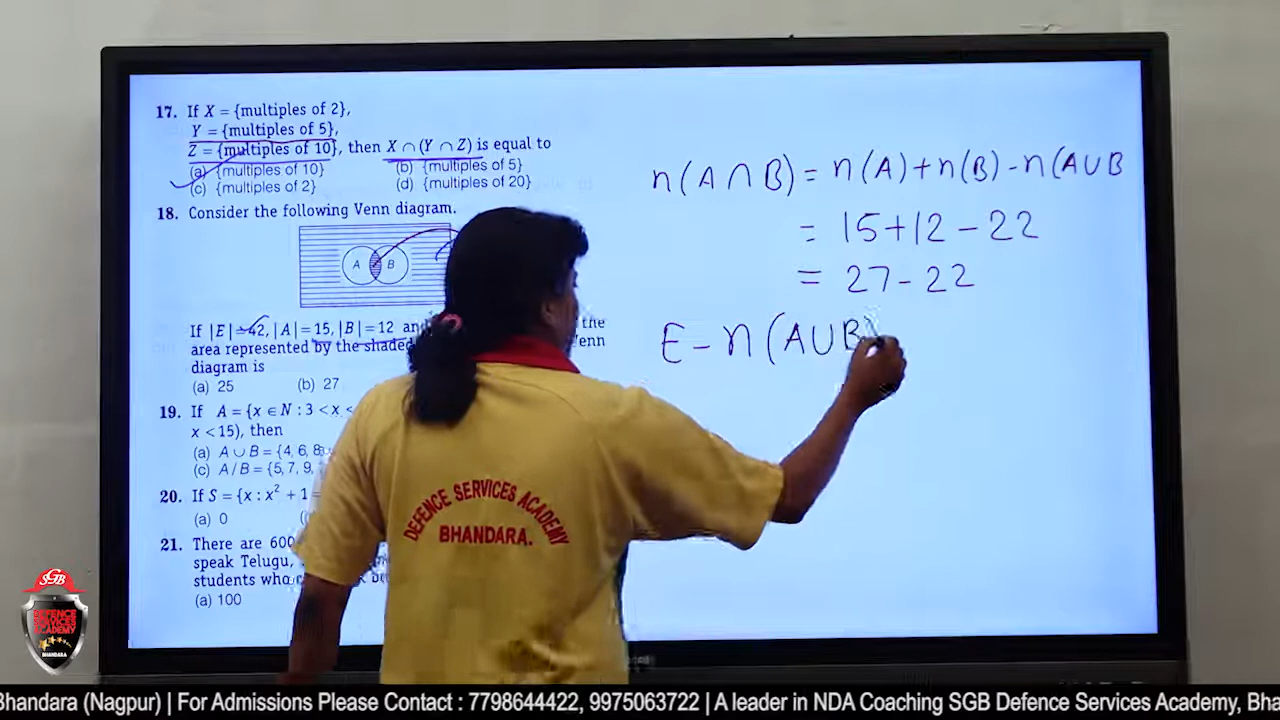 17. If X = {multiples of 2},
Y = {multiples of 5},
Z = {multiples of 10}, then X ∩ (Y ∩ Z) is equal to
(a) {multiples of 10} (b) {multiples of 5}
(c) {multiples of 2} (d) {multiples of 20}
18. Consider the following Venn diagram.
A B
If |E| = 42, |A| = 15, |B| = 12 and the
area represented by the shaded Venn
diagram is
(a) 25 (b) 27
19. If A = {x ∈ N : 3 < x <
x < 15), then
(a) A ∪ B = {4, 6, 8
(c) A / B = {5, 7, 9,
20. If S = {x : x² + 1 =
(a) 0
21. There are 600
speak Telugu,
students who
(a) 100
n(A∩B) = n(A)+n(B)-n(A∪B
= 15+12-22
= 27-22
E-n(A∪B)
DEFENCE SERVICES ACADEMY
BHANDARA.
SGB
DEFENCE
SERVICES
ACADEMY
BHANDARA
Bhandara (Nagpur) | For Admissions Please Contact : 7798644422, 9975063722 | A leader in NDA Coaching SGB Defence Services Academy, Bha